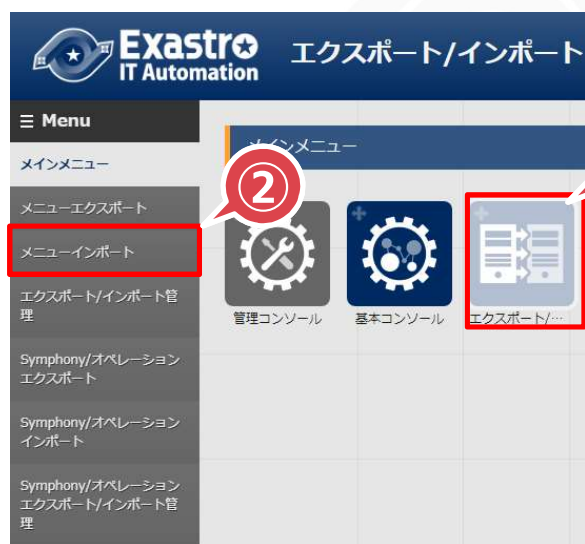 Exastro
IT Automation
エクスポート/インポート
☰ Menu
メインメニュー
メニューエクスポート
メニューインポート
エクスポート/インポート管
理
Symphony/オペレーション
エクスポート
Symphony/オペレーション
インポート
Symphony/オペレーション
エクスポート/インポート管
理
メインメニュー
②
管理コンソール
基本コンソール
エクスポート/…